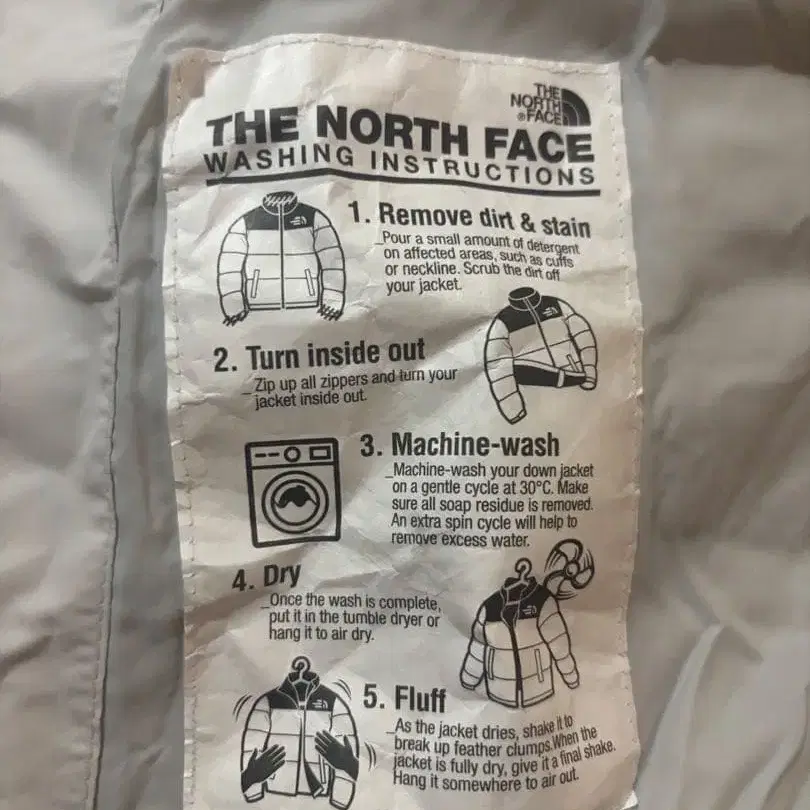 THE
NORTH
®FACE
THE NORTH FACE
WASHING INSTRUCTIONS
1. Remove dirt & stain
_Pour a small amount of detergent
on affected areas, such as cuffs
or neckline. Scrub the dirt off
your jacket.
2. Turn inside out
_Zip up all zippers and turn your
jacket inside out.
3. Machine-wash
_Machine-wash your down jacket
on a gentle cycle at 30°C. Make
sure all soap residue is removed.
An extra spin cycle will help to
remove excess water.
4. Dry
_Once the wash is complete,
put it in the tumble dryer or
hang it to air dry.
5. Fluff
_As the jacket dries, shake it to
break up feather clumps.When the
jacket is fully dry, give it a final shake.
Hang it somewhere to air out.